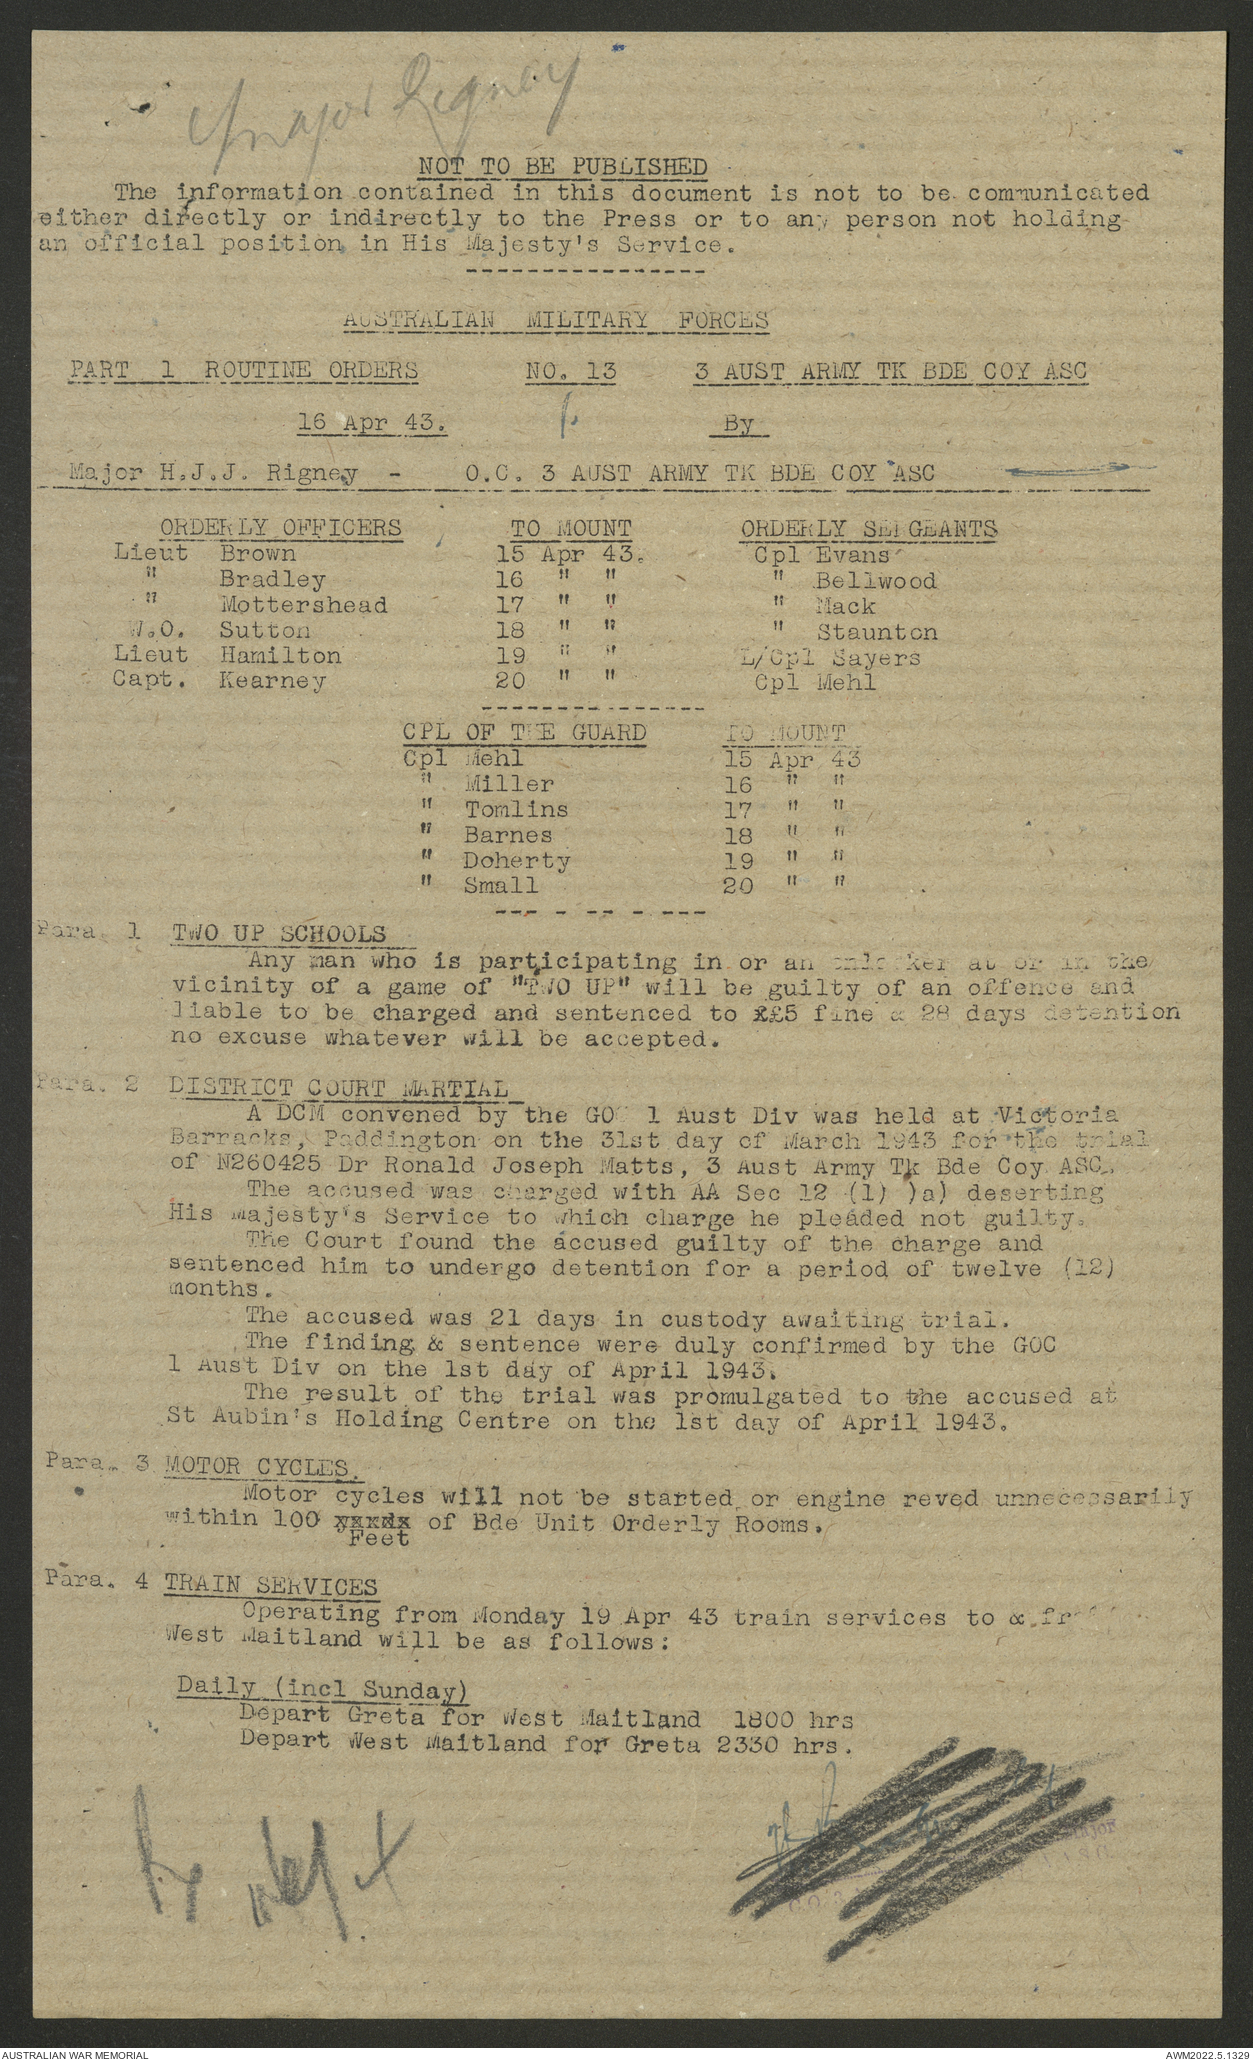 Major Rigney
NOT TO BE PUBLISHED
The information contained in this document is not to be communicated
either directly or indirectly to the Press or to any person not holding
an official position in His Majesty's Service.
----------------
AUSTRALIAN MILITARY FORCES
PART 1 ROUTINE ORDERS NO. 13 3 AUST ARMY TK BDE COY ASC
16 Apr 43. By
Major H.J.J. Rigney - O.C. 3 AUST ARMY TK BDE COY ASC
ORDERLY OFFICERS TO MOUNT ORDERLY SERGEANTS
Lieut Brown 15 Apr 43. Cpl Evans
" Bradley 16 " " " Bellwood
" Mottershead 17 " " " Mack
W.O. Sutton 18 " " " Staunton
Lieut Hamilton 19 " " L/Cpl Sayers
Capt. Kearney 20 " " Cpl Mehl
---------------
CPL OF THE GUARD TO MOUNT
Cpl Mehl 15 Apr 43
" Miller 16 " "
" Tomlins 17 " "
" Barnes 18 " "
" Doherty 19 " "
" Small 20 " "
--- - -- - ---
Para 1 TWO UP SCHOOLS
Any man who is participating in or an onlooker at or in the
vicinity of a game of "TWO UP" will be guilty of an offence and
liable to be charged and sentenced to £5 fine & 28 days detention
no excuse whatever will be accepted.
Para. 2 DISTRICT COURT MARTIAL
A DCM convened by the GOC 1 Aust Div was held at Victoria
Barracks, Paddington on the 31st day of March 1943 for the trial
of N260425 Dr Ronald Joseph Matts, 3 Aust Army Tk Bde Coy ASC.
The accused was charged with AA Sec 12 (1) )a) deserting
His Majesty's Service to which charge he pleaded not guilty.
The Court found the accused guilty of the charge and
sentenced him to undergo detention for a period of twelve (12)
months.
The accused was 21 days in custody awaiting trial.
The finding & sentence were duly confirmed by the GOC
1 Aust Div on the 1st day of April 1943.
The result of the trial was promulgated to the accused at
St Aubin's Holding Centre on the 1st day of April 1943.
Para. 3 MOTOR CYCLES.
Motor cycles will not be started or engine reved unnecessarily
within 100 yards of Bde Unit Orderly Rooms.
Feet
Para. 4 TRAIN SERVICES
Operating from Monday 19 Apr 43 train services to &
West Maitland will be as follows:
Daily (incl Sunday)
Depart Greta for West Maitland 1800 hrs
Depart West Maitland for Greta 2330 hrs.
Major
AUSTRALIAN WAR MEMORIAL AWM2022.5.1329